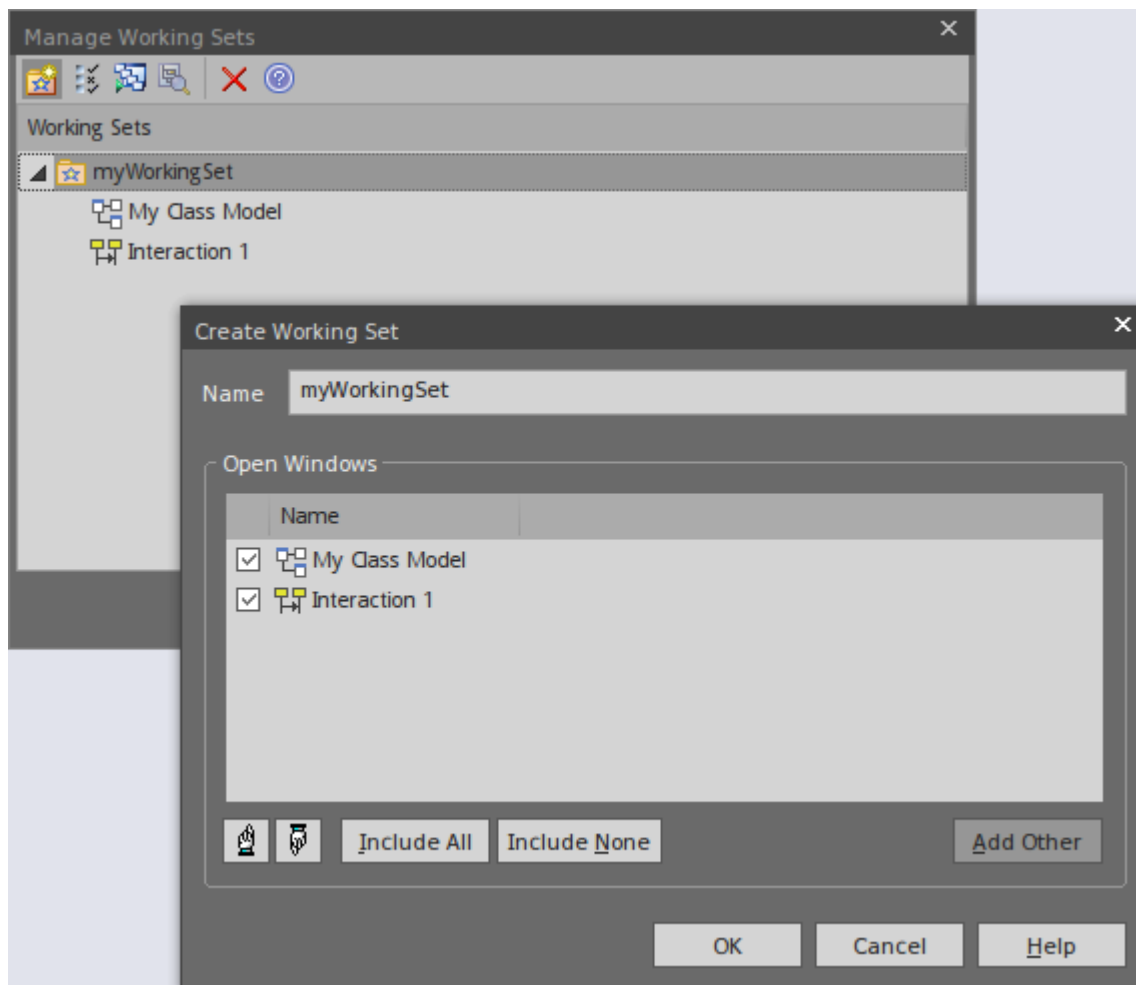 Manage Working Sets
Working Sets
myWorkingSet
My Class Model
Interaction 1
Create Working Set
Name myWorkingSet
Open Windows
Name
My Class Model
Interaction 1
Include All Include None Add Other
OK Cancel Help